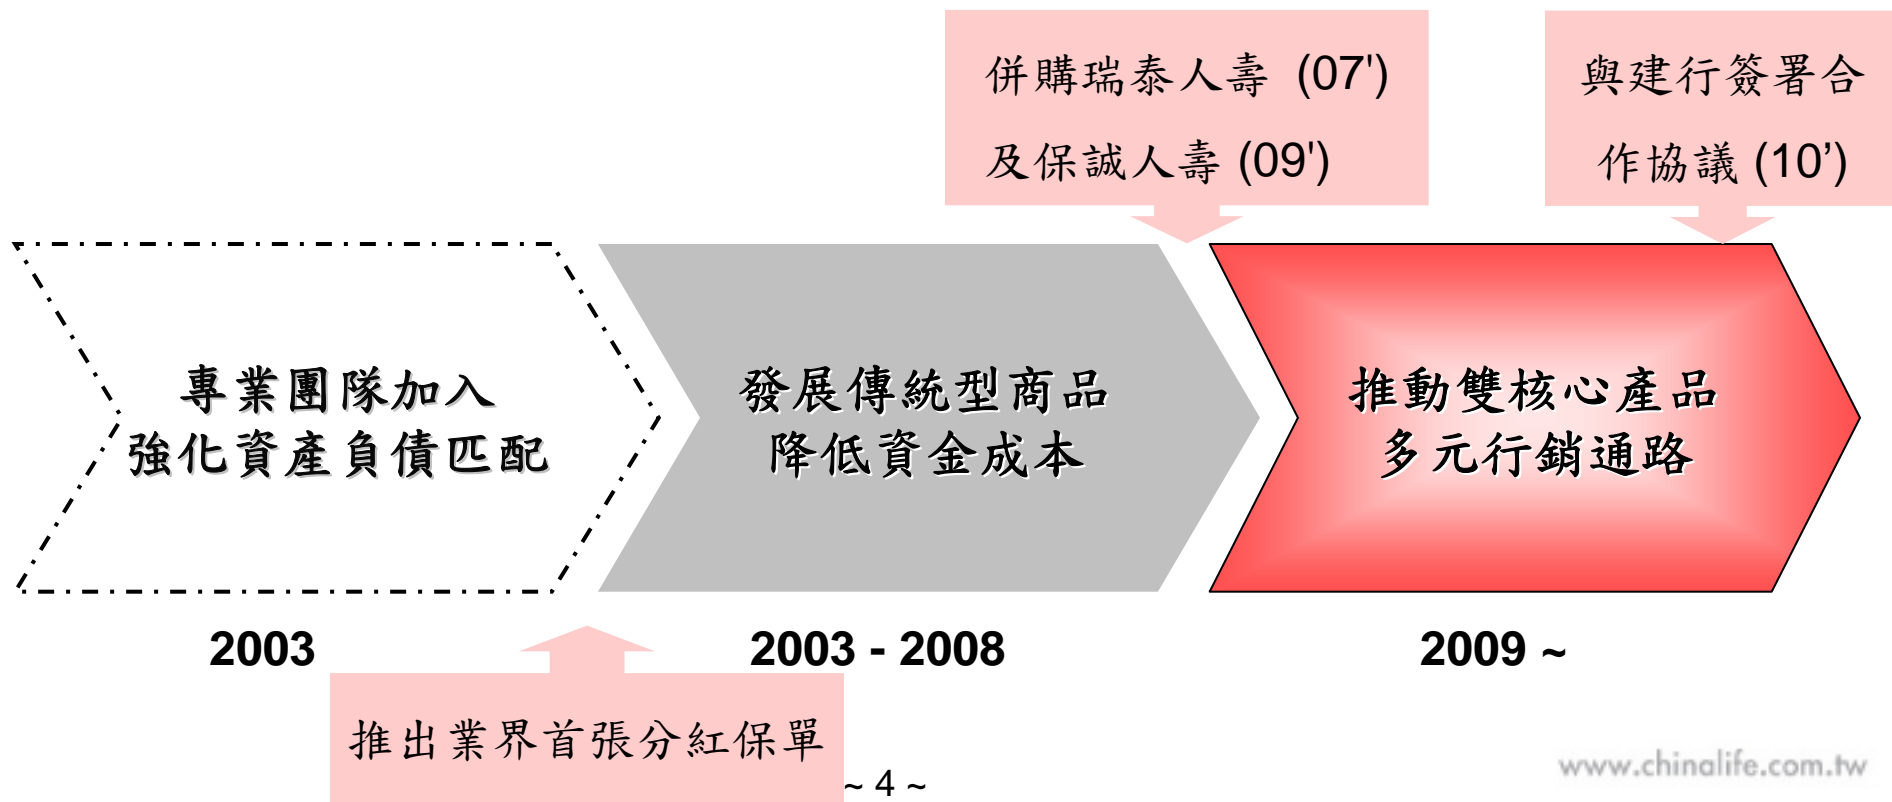 併購瑞泰人壽 (07')
及保誠人壽 (09')
與建行簽署合
作協議 (10’)
專業團隊加入
強化資產負債匹配
發展傳統型商品
降低資金成本
推動雙核心產品
多元行銷通路
2003
2003 - 2008
2009 ~
推出業界首張分紅保單
~ 4 ~
www.chinalife.com.tw